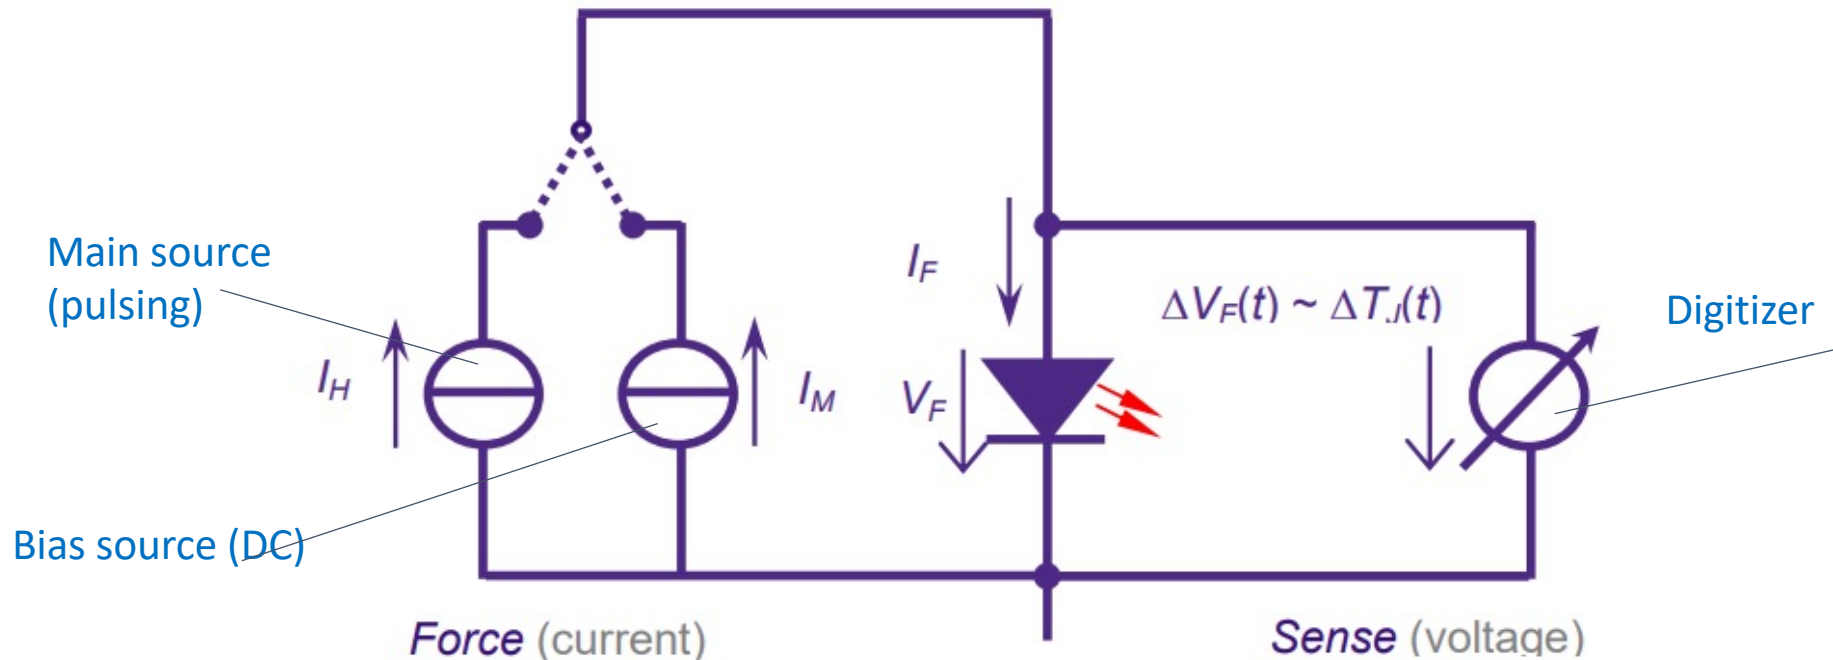 Main source
(pulsing)
I_H
I_M
I_F
V_F
ΔV_F(t) ~ ΔT_J(t)
Digitizer
Bias source (DC)
Force (current)
Sense (voltage)